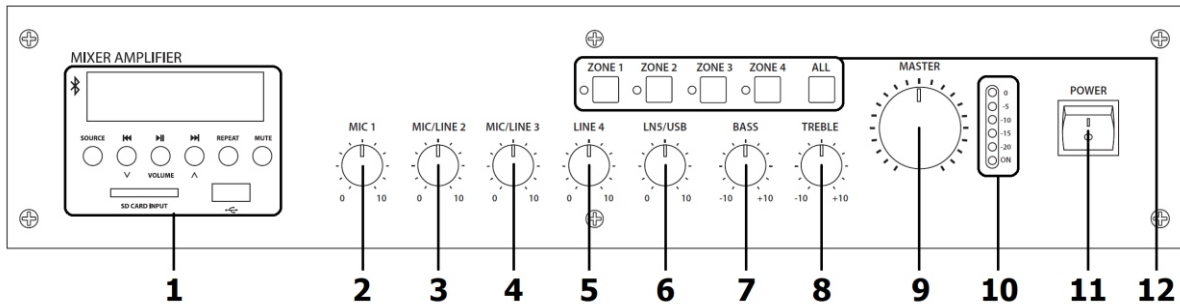 MIXER AMPLIFIER
SOURCE REPEAT MUTE
VOLUME
SD CARD INPUT
ZONE 1 ZONE 2 ZONE 3 ZONE 4 ALL
MIC 1 MIC/LINE 2 MIC/LINE 3 LINE 4 LN5/USB BASS TREBLE
0 10 0 10 0 10 0 10 0 10 -10 +10 -10 +10
MASTER
0
-5
-10
-15
-20
ON
POWER
1 2 3 4 5 6 7 8 9 10 11 12